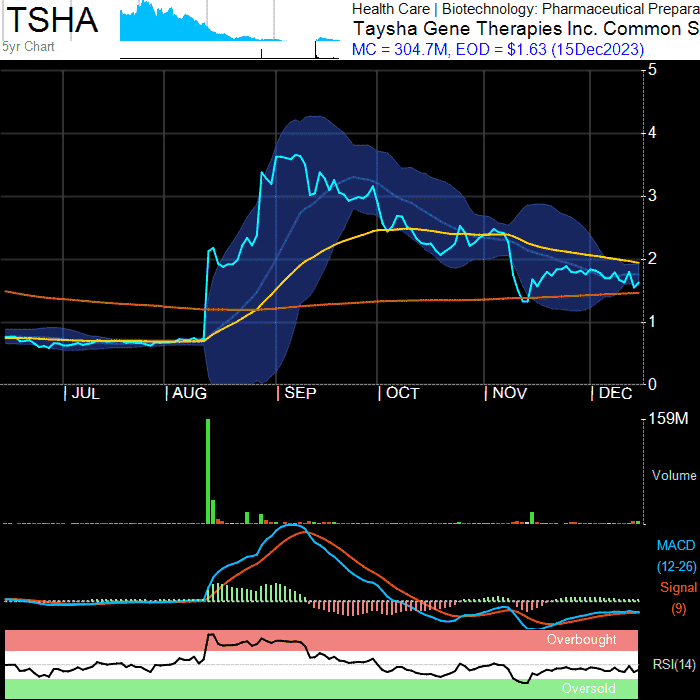 TSHA
5yr Chart
Health Care | Biotechnology: Pharmaceutical Prepara
Taysha Gene Therapies Inc. Common S
MC = 304.7M, EOD = $1.63 (15Dec2023)
5
4
3
2
1
0
JUL
AUG
SEP
OCT
NOV
DEC
159M
Volume
MACD
(12-26)
Signal
(9)
Overbought
RSI(14)
Oversold